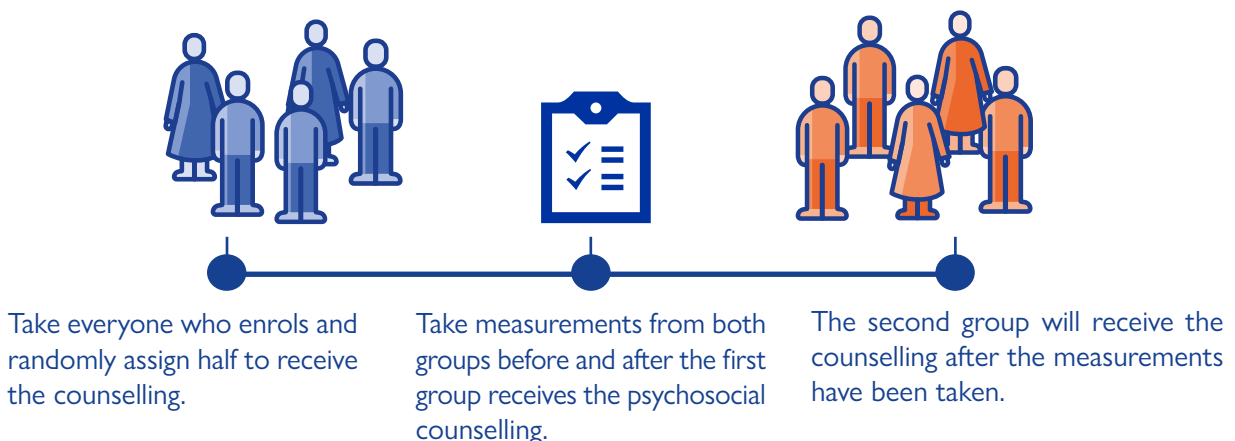 Take everyone who enrols and
randomly assign half to receive
the counselling.
Take measurements from both
groups before and after the first
group receives the psychosocial
counselling.
The second group will receive the
counselling after the measurements
have been taken.